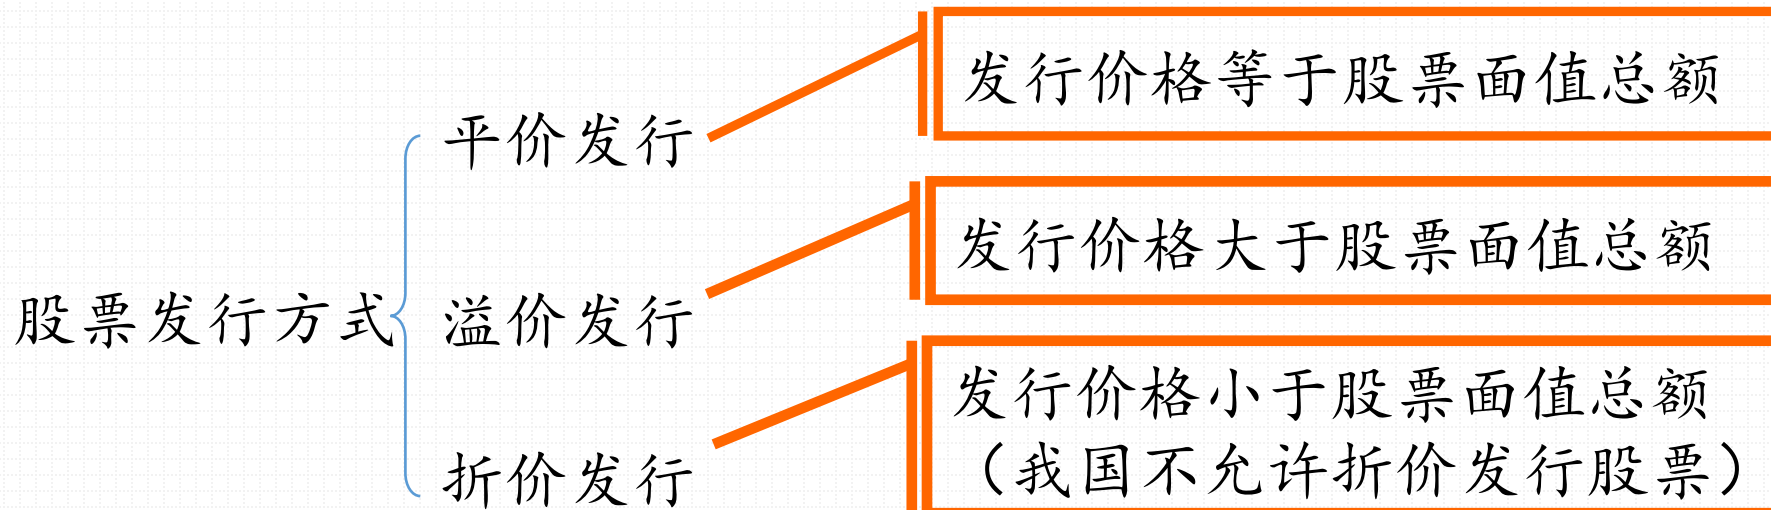 发行价格等于股票面值总额
平价发行
发行价格大于股票面值总额
股票发行方式
溢价发行
发行价格小于股票面值总额
（我国不允许折价发行股票）
折价发行